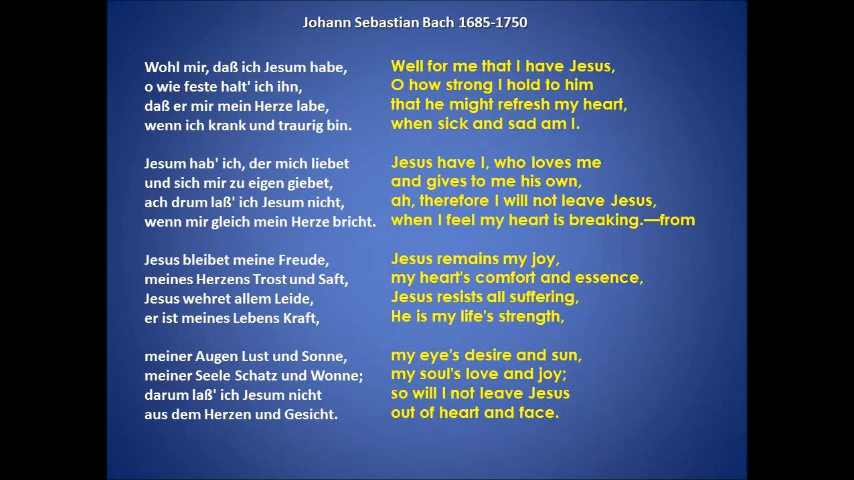 Johann Sebastian Bach 1685-1750
Wohl mir, daß ich Jesum habe,
o wie feste halt' ich ihn,
daß er mir mein Herze labe,
wenn ich krank und traurig bin.
Jesum hab' ich, der mich liebet
und sich mir zu eigen giebet,
ach drum laß' ich Jesum nicht,
wenn mir gleich mein Herze bricht.
Jesus bleibet meine Freude,
meines Herzens Trost und Saft,
Jesus wehret allem Leide,
er ist meines Lebens Kraft,
meiner Augen Lust und Sonne,
meiner Seele Schatz und Wonne;
darum laß' ich Jesum nicht
aus dem Herzen und Gesicht.
Well for me that I have Jesus,
O how strong I hold to him
that he might refresh my heart,
when sick and sad am I.
Jesus have I, who loves me
and gives to me his own,
ah, therefore I will not leave Jesus,
when I feel my heart is breaking.—from
Jesus remains my joy,
my heart's comfort and essence,
Jesus resists all suffering,
He is my life's strength,
my eye's desire and sun,
my soul's love and joy;
so will I not leave Jesus
out of heart and face.